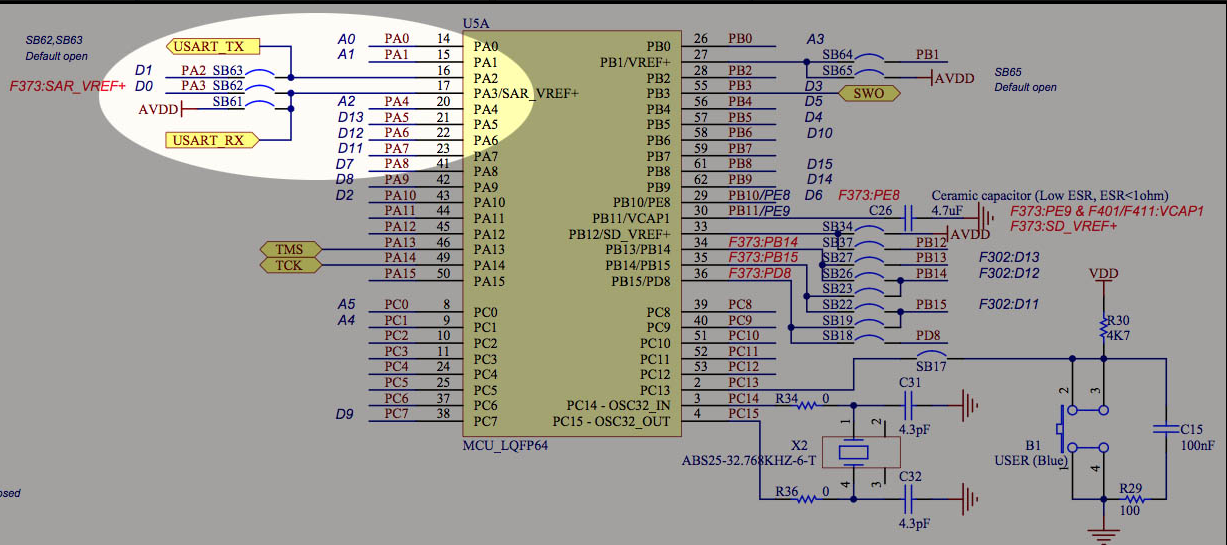 U5A
SB62,SB63
Default open
USART_TX
D1 PA2 SB63
D0 PA3 SB62
F373:SAR_VREF+
AVDD SB61
USART_RX
A0 PA0 14 PA0
A1 PA1 15 PA1
16 PA2
17 PA3/SAR_VREF+
A2 PA4 20 PA4
D13 PA5 21 PA5
D12 PA6 22 PA6
D11 PA7 23 PA7
D7 PA8 41 PA8
D8 PA9 42 PA9
D2 PA10 43 PA10
PA11 44 PA11
PA12 45 PA12
TMS PA13 46 PA13
TCK PA14 49 PA14
PA15 50 PA15
A5 PC0 8 PC0
A4 PC1 9 PC1
PC2 10 PC2
PC3 11 PC3
PC4 24 PC4
PC5 25 PC5
PC6 37 PC6
D9 PC7 38 PC7
MCU_LQFP64
PB0 26 PB0 A3
PB1/VREF+ 27 SB64 PB1
PB2 28 PB2 SB65 AVDD
SB65
Default open
PB3 55 PB3 D3 SWO
PB4 56 PB4 D5
PB5 57 PB5 D4
PB6 58 PB6 D10
PB7 59 PB7
PB8 61 PB8 D15
PB9 62 PB9 D14
PB10/PE8 29 PB10/PE8 D6 F373:PE8
PB11/VCAP1 30 PB11/PE9 C26 4.7uF
Ceramic capacitor (Low ESR, ESR<1ohm)
F373:PE9 & F401/F411:VCAP1
F373:SD_VREF+
PB12/SD_VREF+ 33 SB34 AVDD
SB37 PB12
PB13/PB14 34 F373:PB14 SB27 PB13 F302:D13
PB14/PB15 35 F373:PB15 SB26 PB14 F302:D12
PB15/PD8 36 F373:PD8 SB23
SB22 PB15 F302:D11
SB19
SB18 PD8
PC8 39 PC8
PC9 40 PC9
PC10 51 PC10
PC11 52 PC11
PC12 53 PC12
PC13 2 PC13
PC14 - OSC32_IN 3 PC14
PC15 - OSC32_OUT 4 PC15
SB17
VDD
R30
4K7
R34 0
C31
4.3pF
1 2
X2
ABS25-32.768KHZ-6-T
4 3
R36 0
C32
4.3pF
2 3
B1
USER (Blue)
1 4
C15
100nF
R29
100
osed